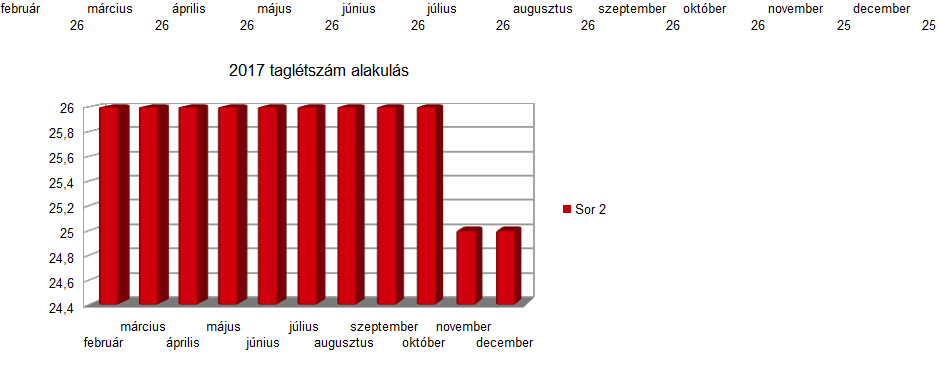 február március április május június július augusztus szeptember október november december
26 26 26 26 26 26 26 26 26 25 25
2017 taglétszám alakulás
26
25,8
25,6
25,4
25,2
25
24,8
24,6
24,4
Sor 2
március május július szeptember november
február április június augusztus október december